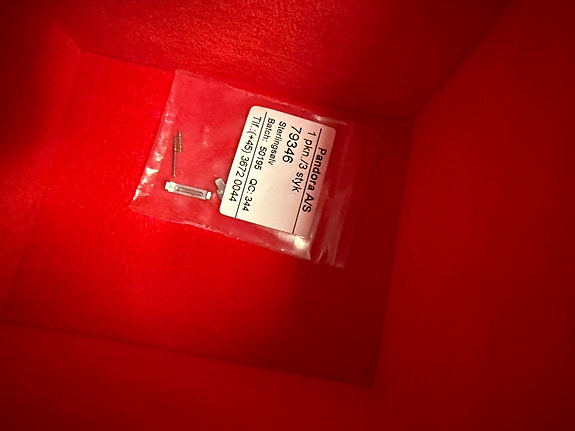 Pandora A/S
1 pkn./3 styk
79346
Sterlingsølv
Batch: 50195 QC: 344
Tlf.:(+45) 3672 0044